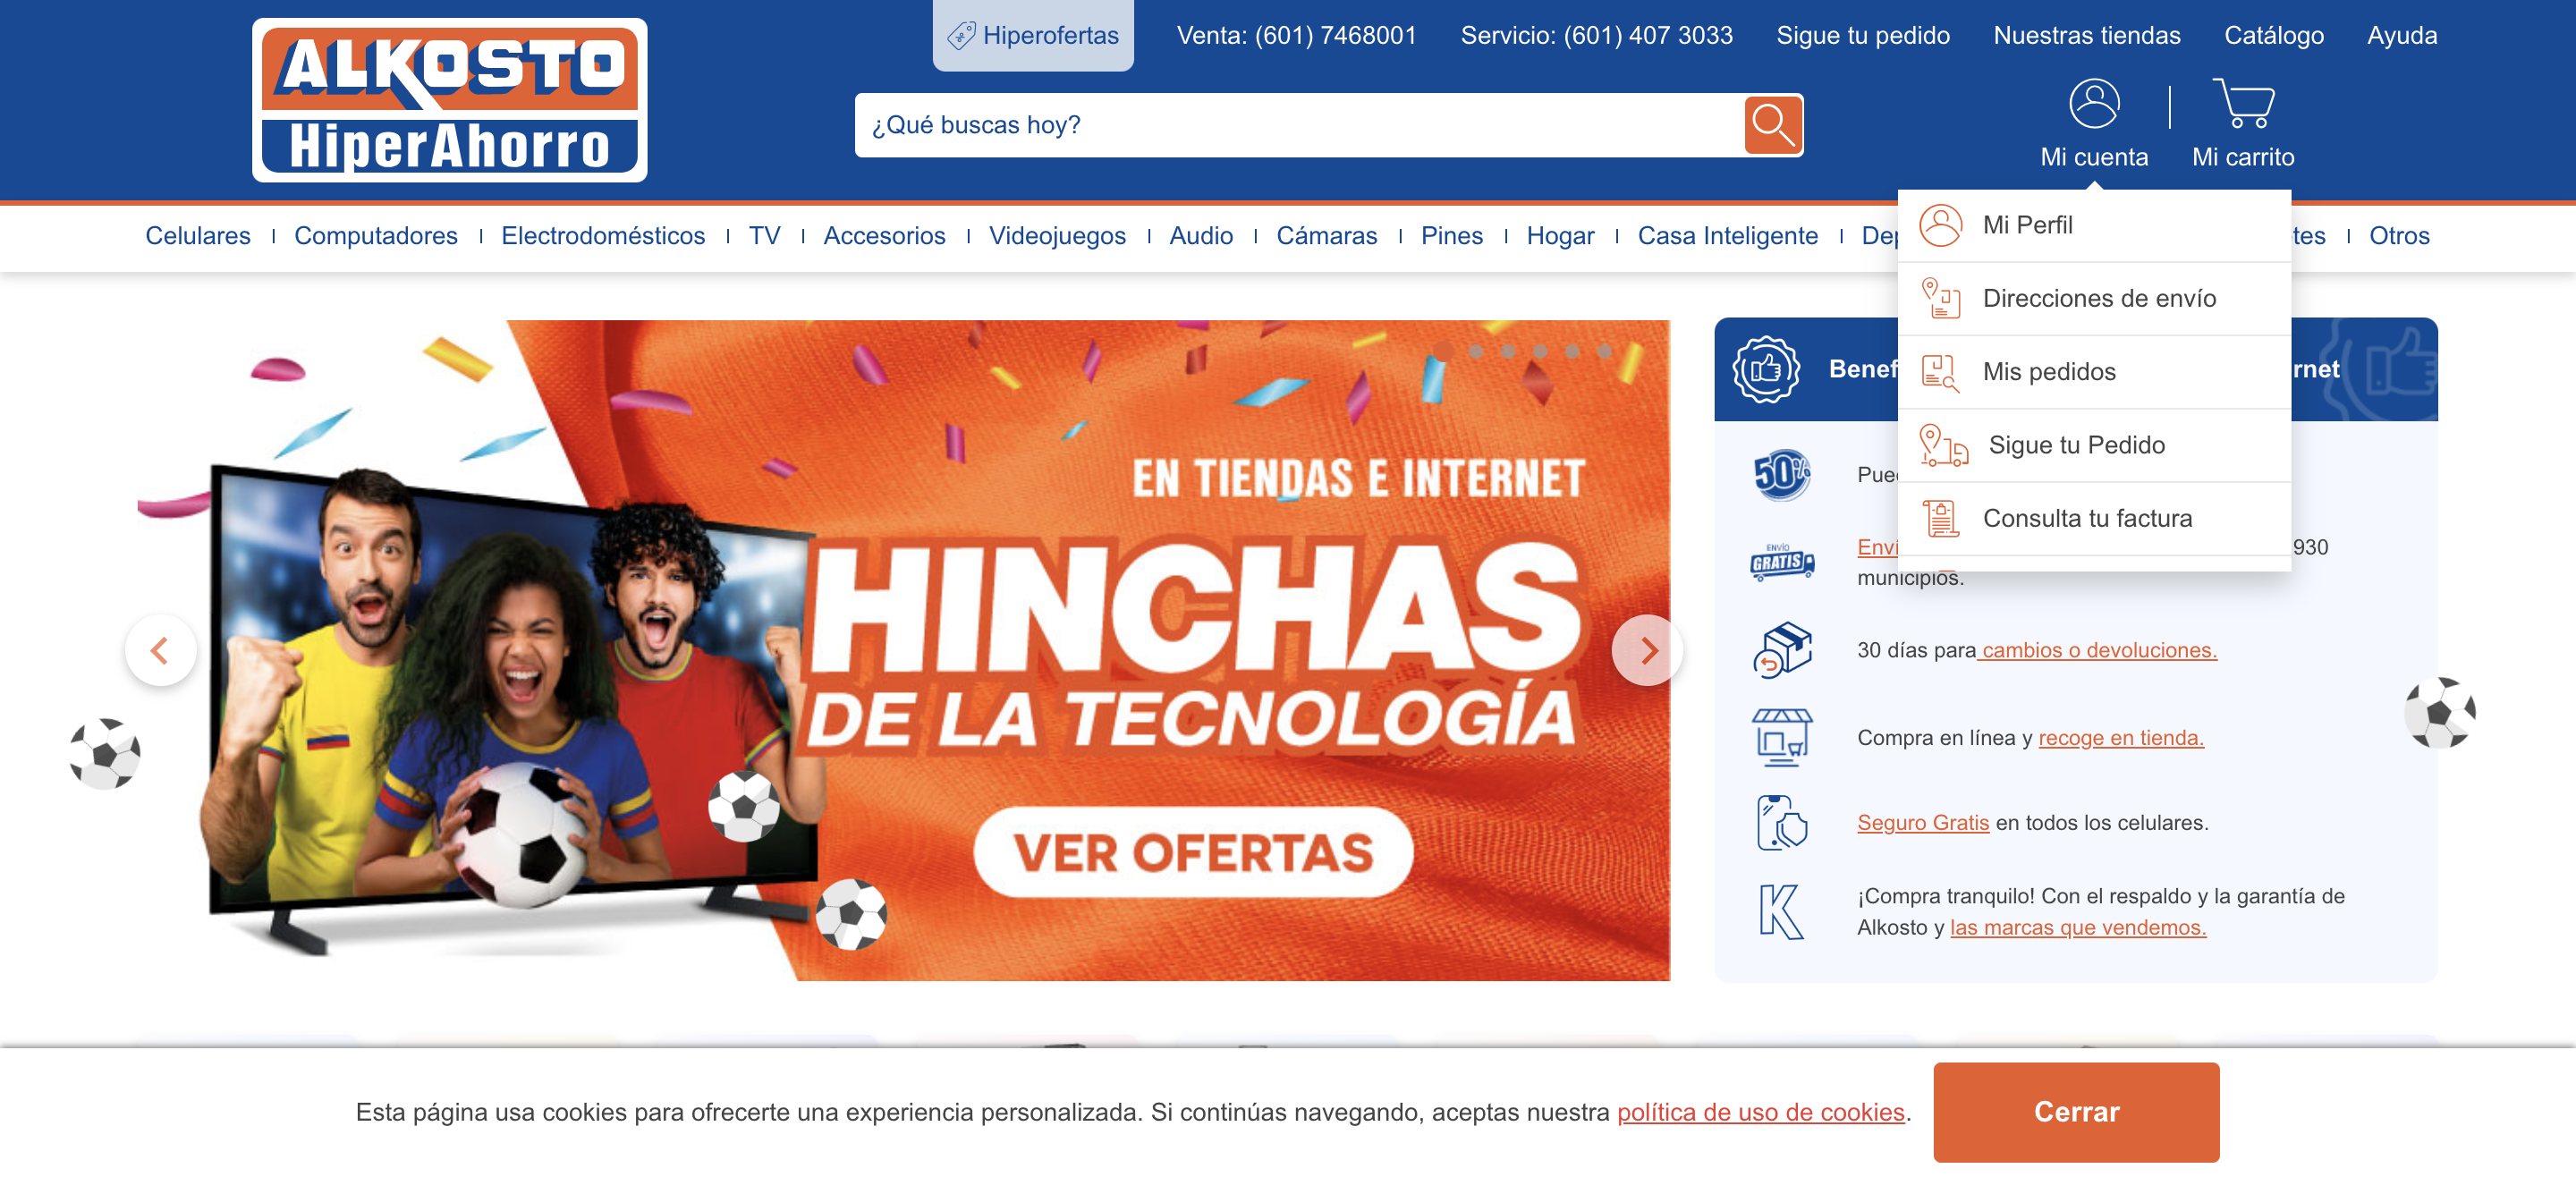 ALKOSTO
HiperAhorro
Hiperofertas
Venta: (601) 7468001
Servicio: (601) 407 3033
Sigue tu pedido
Nuestras tiendas
Catálogo
Ayuda
¿Qué buscas hoy?
Mi cuenta
Mi carrito
Celulares
Computadores
Electrodomésticos
TV
Accesorios
Videojuegos
Audio
Cámaras
Pines
Hogar
Casa Inteligente
Dep
tes
Otros
Mi Perfil
Direcciones de envío
Mis pedidos
Sigue tu Pedido
Consulta tu factura
EN TIENDAS E INTERNET
HINCHAS
DE LA TECNOLOGÍA
VER OFERTAS
Benef
rnet
50%
Pue
ENVÍO
GRATIS
Enví
930
municipios.
30 días para cambios o devoluciones.
Compra en línea y recoge en tienda.
Seguro Gratis en todos los celulares.
K
¡Compra tranquilo! Con el respaldo y la garantía de
Alkosto y las marcas que vendemos.
Esta página usa cookies para ofrecerte una experiencia personalizada. Si continúas navegando, aceptas nuestra política de uso de cookies.
Cerrar